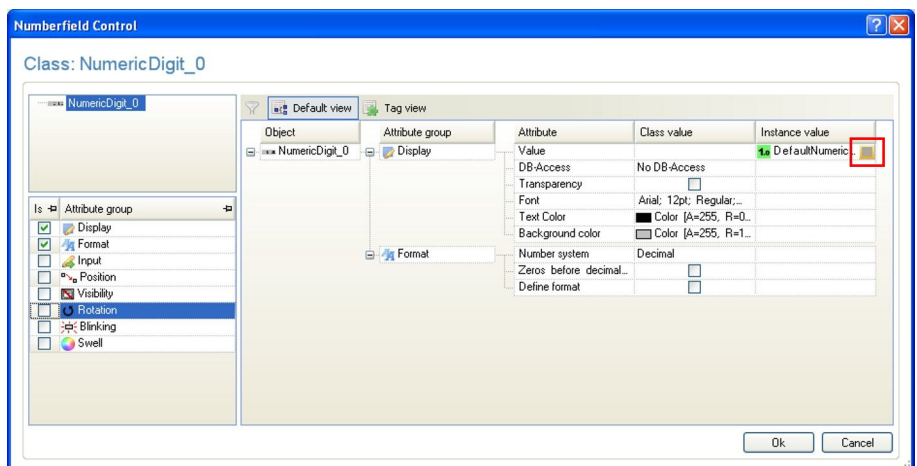 Numberfield Control
Class: NumericDigit_0
NumericDigit_0
Default view Tag view
Object Attribute group Attribute Class value Instance value
NumericDigit_0 Display Value 1.0 DefaultNumeric...
DB-Access No DB-Access
Transparency
Font Arial; 12pt; Regular;...
Text Color Color [A=255, R=0...
Background color Color [A=255, R=1...
Format Number system Decimal
Zeros before decimal...
Define format
Is Attribute group
Display
Format
Input
Position
Visibility
Rotation
Blinking
Swell
Ok Cancel